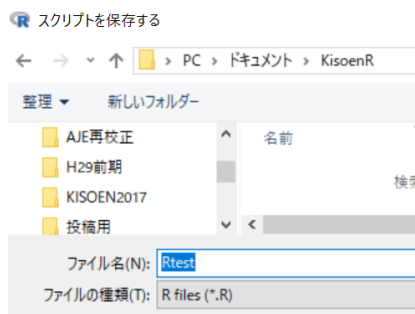 スクリプトを保存する
PC > ドキュメント > KisoenR
整理 新しいフォルダー
AJE再校正
名前
H29前期
検索
KISOEN2017
投稿用
ファイル名(N): Rtest
ファイルの種類(T): R files (*.R)